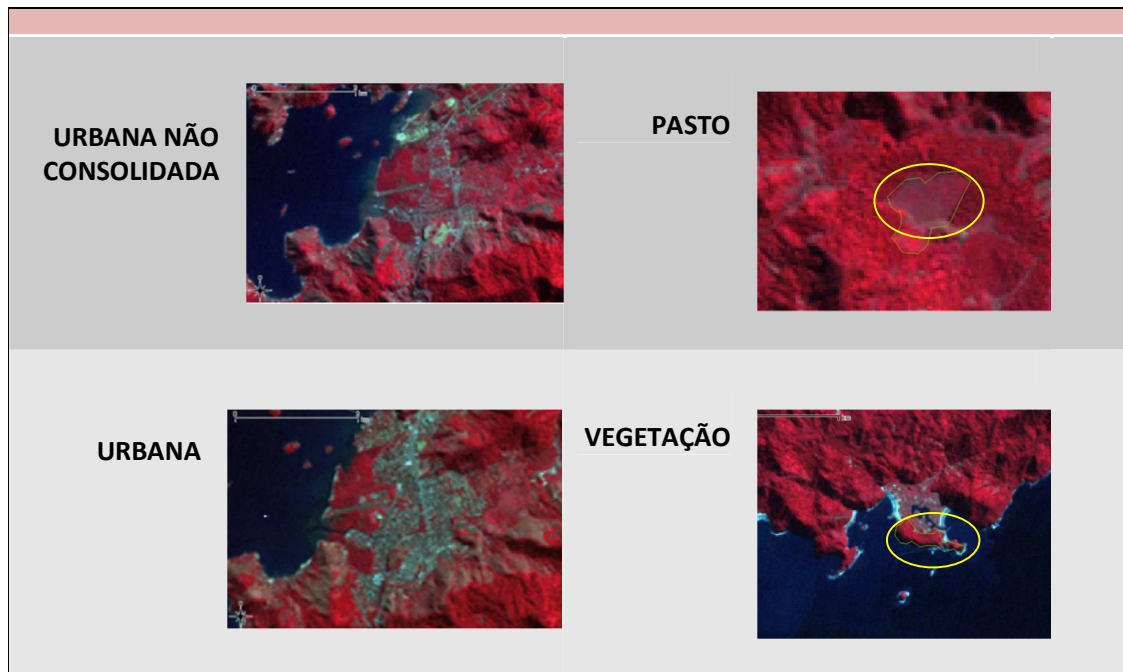 URBANA NÃO
CONSOLIDADA
PASTO
URBANA
VEGETAÇÃO